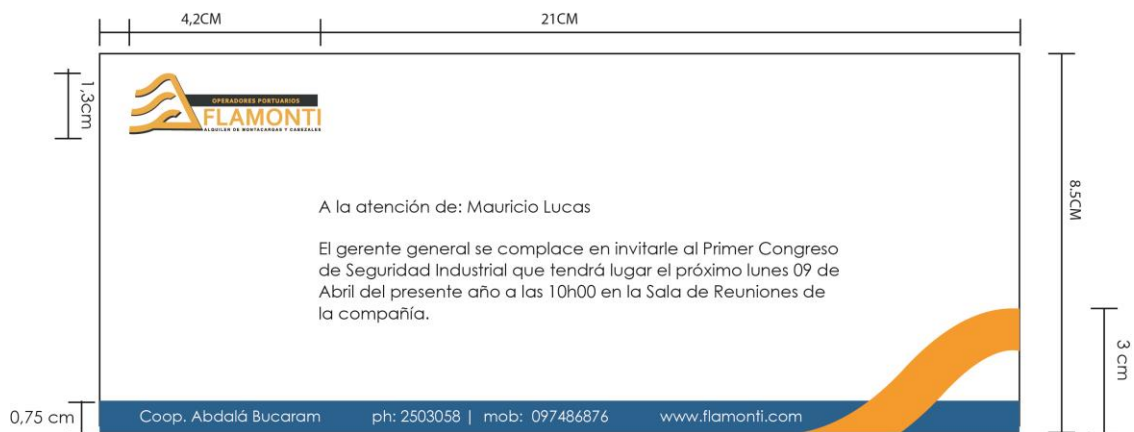 4,2CM
21CM
1,3cm
OPERADORES PORTUARIOS
FLAMONTI
ALQUILER DE MONTACARGAS Y CABEZALES
8.5CM
A la atención de: Mauricio Lucas
El gerente general se complace en invitarle al Primer Congreso
de Seguridad Industrial que tendrá lugar el próximo lunes 09 de
Abril del presente año a las 10h00 en la Sala de Reuniones de
la compañía.
3 cm
0,75 cm
Coop. Abdalá Bucaram ph: 2503058 | mob: 097486876 www.flamonti.com